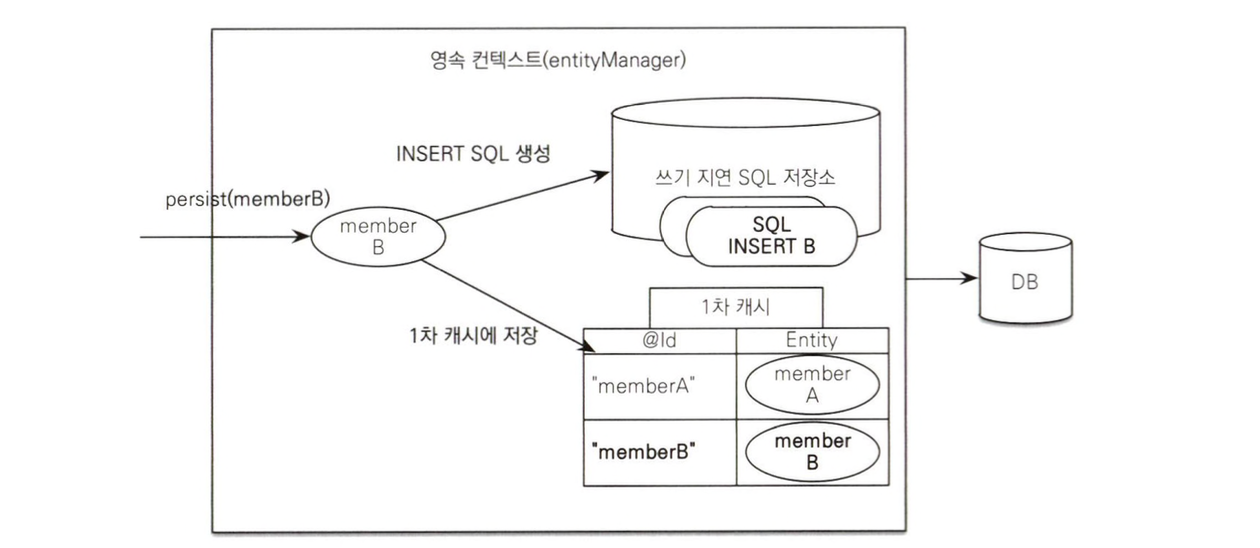 영속 컨텍스트(entityManager)
INSERT SQL 생성
쓰기 지연 SQL 저장소
persist(memberB)
member
B
SQL
INSERT B
DB
1차 캐시
1차 캐시에 저장
@Id
Entity
"memberA"
member
A
"memberB"
member
B